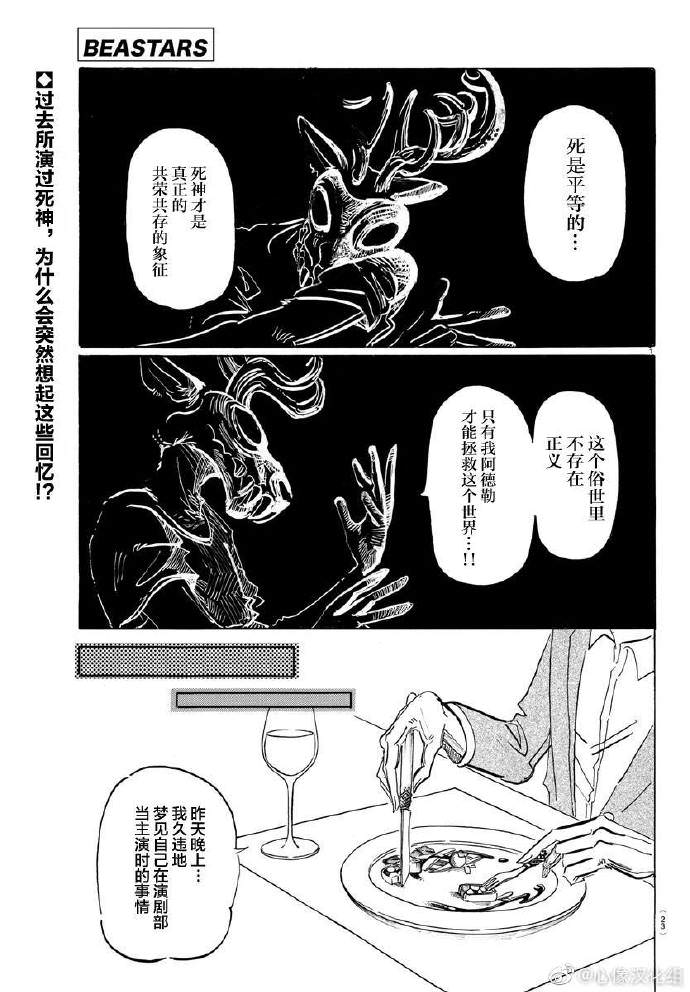 BEASTARS
◆过去所演过死神，为什么会突然想起这些回忆!?
死是平等的…
死神才是
真正的
共荣共存的象征
这个俗世里
不存在
正义
只有我阿德勒
才能拯救这个世界…!!
昨天晚上…
我久违地
梦见自己在演剧部
当主演时的事情
(23)
@心像汉化组